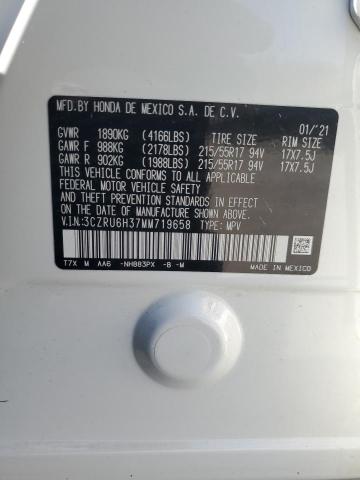 MFD.BY HONDA DE MEXICO S.A. DE C.V.
01/'21
GVWR 1890KG (4166LBS) TIRE SIZE RIM SIZE
GAWR F 988KG (2178LBS) 215/55R17 94V 17X7.5J
GAWR R 902KG (1988LBS) 215/55R17 94V 17X7.5J
THIS VEHICLE CONFORMS TO ALL APPLICABLE
FEDERAL MOTOR VEHICLE SAFETY STANDARDS IN
EFFECT ON THE DATE OF MANUFACTURE SHOWN ABOVE.
V.I.N:3CZRU6H37MM719658 TYPE: MPV
MADE IN MEXICO
T7X M AA6 -NH883PX -B -M